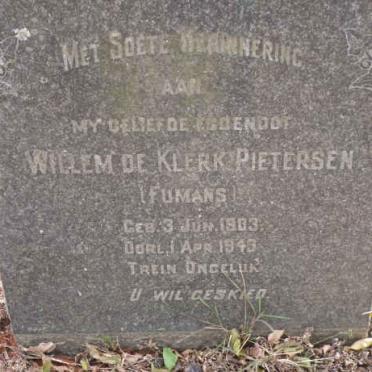 MET SOETE HERINNERING
AAN
MY GELIEFDE EGGENOOT
WILLEM DE KLERK PIETERSEN
(FUMANS)
GEB. 3 JUN. 1903
OORL. 1 APR. 1949
TREIN ONGELUK
U WIL GESKIED